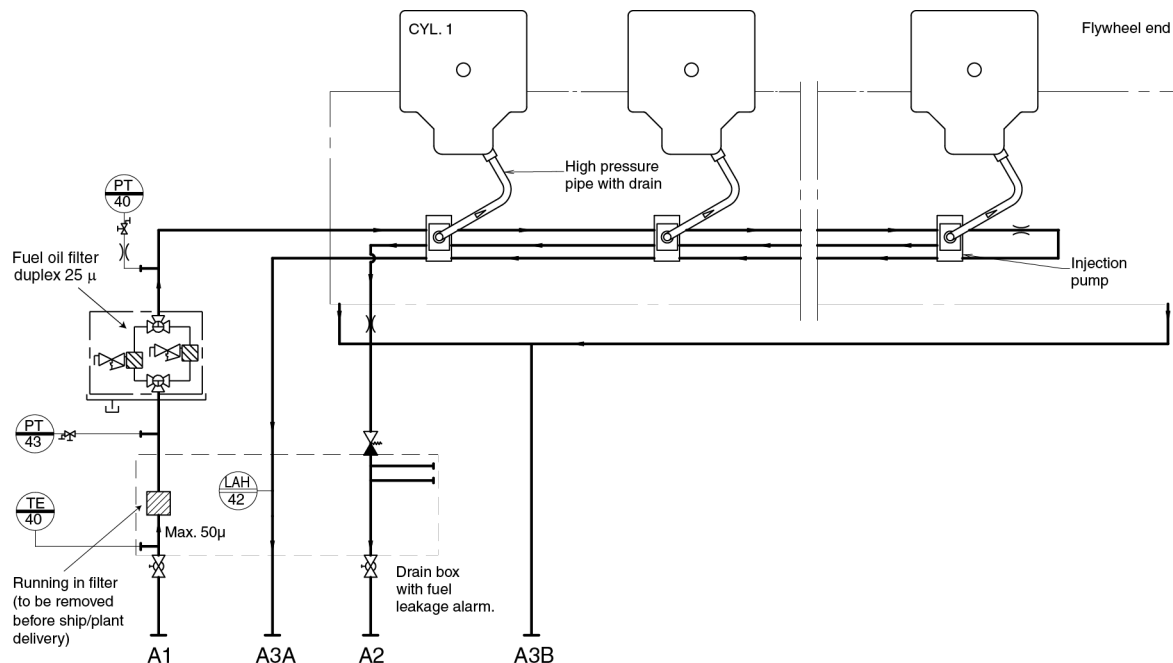 CYL. 1
Flywheel end
High pressure
pipe with drain
PT
40
Fuel oil filter
duplex 25 μ
Injection
pump
PT
43
LAH
42
TE
40
Max. 50μ
Running in filter
(to be removed
before ship/plant
delivery)
Drain box
with fuel
leakage alarm.
A1
A3A
A2
A3B